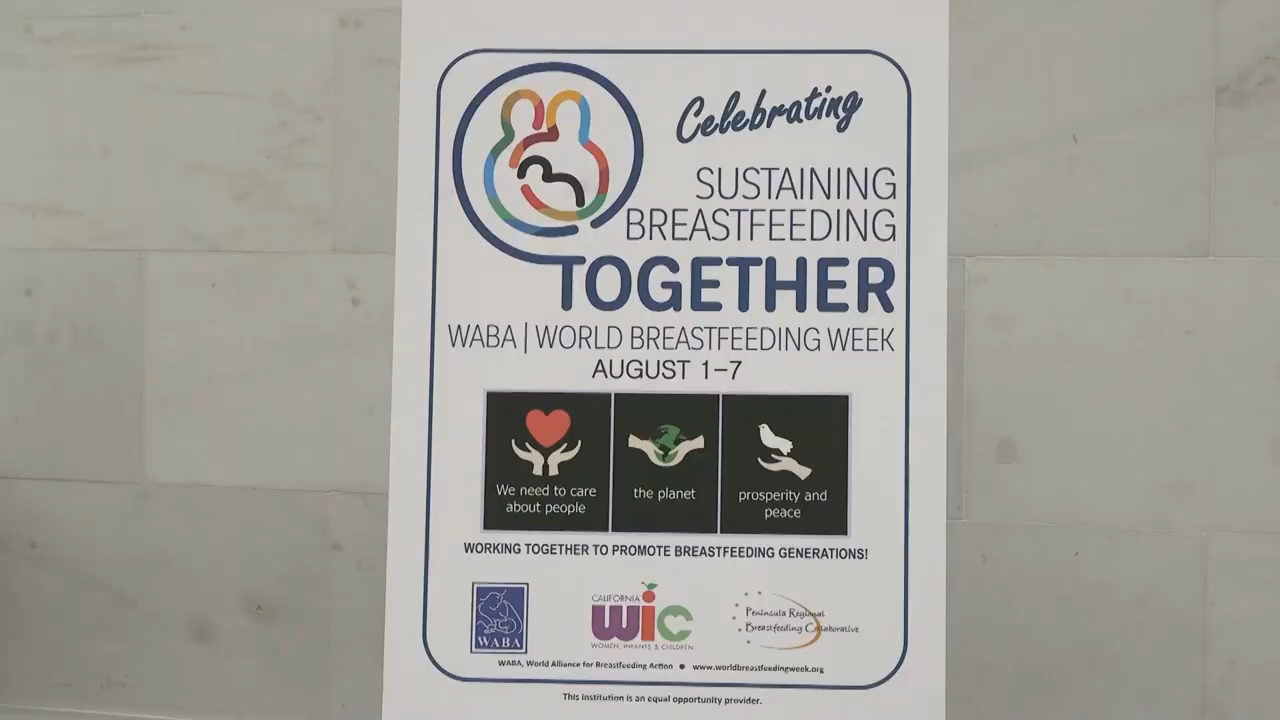 Celebrating
SUSTAINING
BREASTFEEDING
TOGETHER
WABA | WORLD BREASTFEEDING WEEK
AUGUST 1–7
We need to care
about people
the planet
prosperity and
peace
WORKING TOGETHER TO PROMOTE BREASTFEEDING GENERATIONS!
WABA
CALIFORNIA
WIC
WOMEN, INFANTS & CHILDREN
Peninsula Regional
Breastfeeding Collaborative
WABA, World Alliance for Breastfeeding Action • www.worldbreastfeedingweek.org
This institution is an equal opportunity provider.